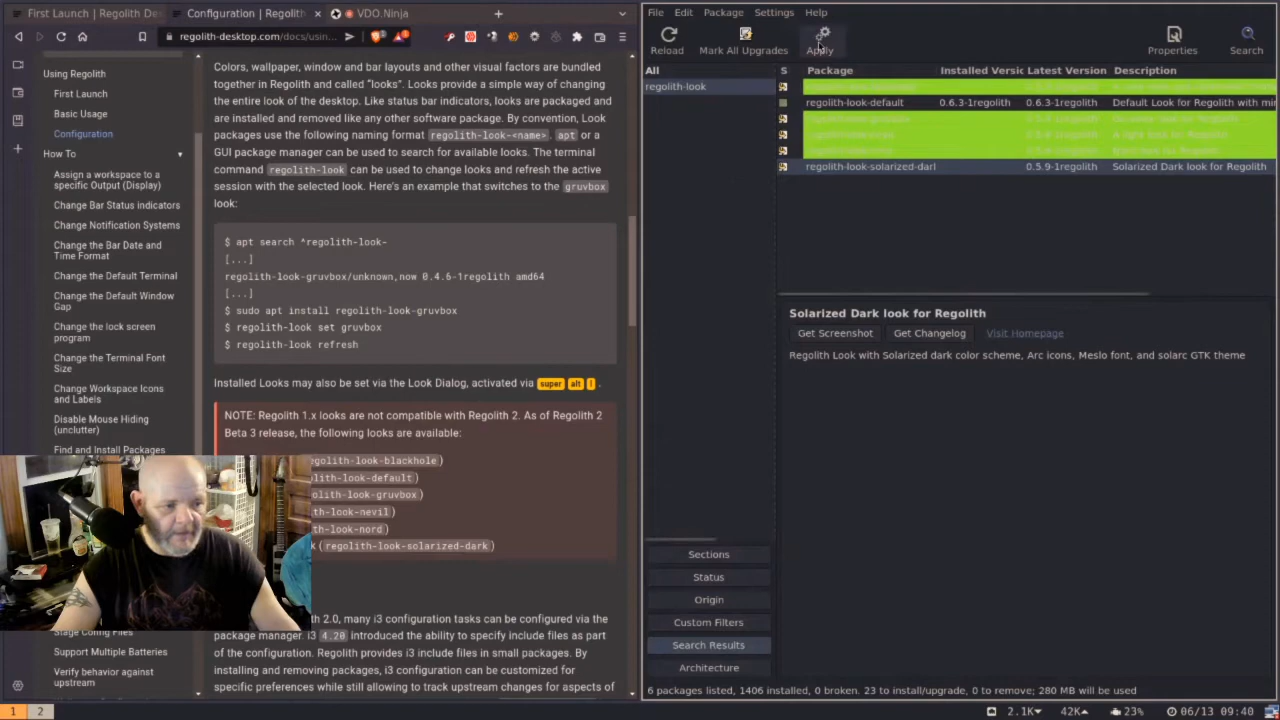 First Launch | Regolith Des
Configuration | Regolith
VDO.Ninja
regolith-desktop.com/docs/usin...
Using Regolith
First Launch
Basic Usage
Configuration
How To
Assign a workspace to a
specific Output (Display)
Change Bar Status indicators
Change Notification Systems
Change the Bar Date and
Time Format
Change the Default Terminal
Change the Default Window
Gap
Change the lock screen
program
Change the Terminal Font
Size
Change Workspace Icons
and Labels
Disable Mouse Hiding
(unclutter)
Find and Install Packages
Stage Config Files
Support Multiple Batteries
Verify behavior against
upstream
Colors, wallpaper, window and bar layouts and other visual factors are bundled
together in Regolith and called "looks". Looks provide a simple way of changing
the entire look of the desktop. Like status bar indicators, looks are packaged and
are installed and removed like any other software package. By convention, Look
packages use the following naming format regolith-look-<name>. apt or a
GUI package manager can be used to search for available looks. The terminal
command regolith-look can be used to change looks and refresh the active
session with the selected look. Here's an example that switches to the gruvbox
look:
$ apt search ^regolith-look-
[...]
regolith-look-gruvbox/unknown,now 0.4.6-1regolith amd64
[...]
$ sudo apt install regolith-look-gruvbox
$ regolith-look set gruvbox
$ regolith-look refresh
Installed Looks may also be set via the Look Dialog, activated via super alt l .
NOTE: Regolith 1.x looks are not compatible with Regolith 2. As of Regolith 2
Beta 3 release, the following looks are available:
egolith-look-blackhole)
olith-look-default)
olith-look-gruvbox)
ith-look-nevil)
th-look-nord)
k (regolith-look-solarized-dark)
th 2.0, many i3 configuration tasks can be configured via the
package manager. i3 4.20 introduced the ability to specify include files as part
of the configuration. Regolith provides i3 include files in small packages. By
installing and removing packages, i3 configuration can be customized for
specific preferences while still allowing to track upstream changes for aspects of
File Edit Package Settings Help
Reload
Mark All Upgrades
Apply
Properties
Search
All
regolith-look
S Package Installed Versic Latest Version Description
regolith-look-default 0.6.3-1regolith 0.6.3-1regolith Default Look for Regolith with min
regolith-look-solarized-darl 0.5.9-1regolith Solarized Dark look for Regolith
Solarized Dark look for Regolith
Get Screenshot
Get Changelog
Visit Homepage
Regolith Look with Solarized dark color scheme, Arc icons, Meslo font, and solarc GTK theme
Sections
Status
Origin
Custom Filters
Search Results
Architecture
6 packages listed, 1406 installed, 0 broken. 23 to install/upgrade, 0 to remove; 280 MB will be used
1 2
2.1K
42K
23%
06/13 09:40